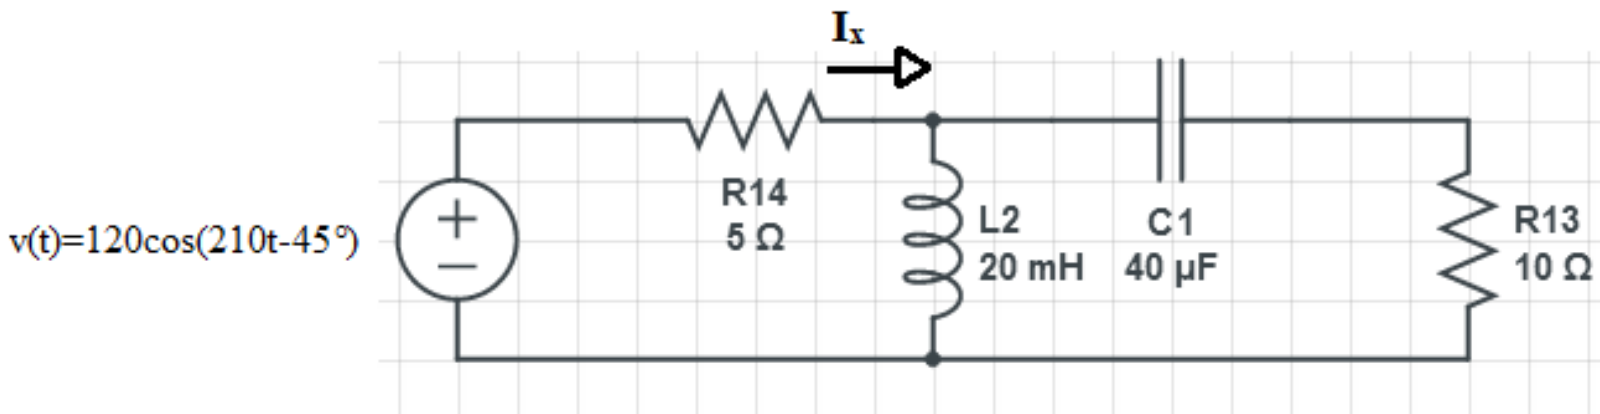 Ix
R14
5 Ω
v(t)=120cos(210t-45°)
L2
20 mH
C1
40 µF
R13
10 Ω